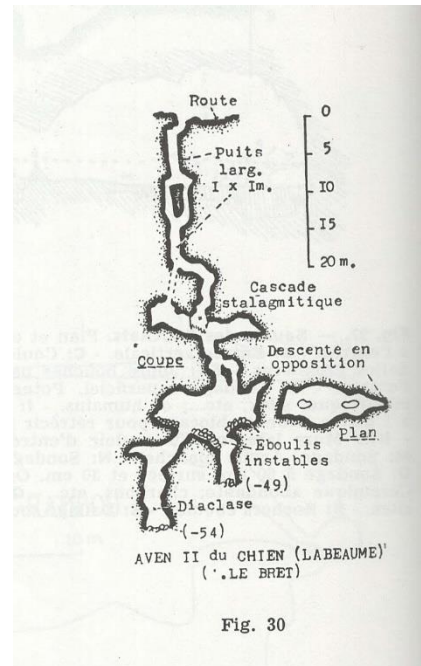 Route
0
5
10
15
20 m.
Puits
larg.
1 x 1m.
Cascade
stalagmitique
Coupe
Descente en
opposition
Plan
Eboulis
instables
(-49)
Diaclase
(-54)
AVEN II du CHIEN (LABEAUME)
LE BRET)
Fig. 30